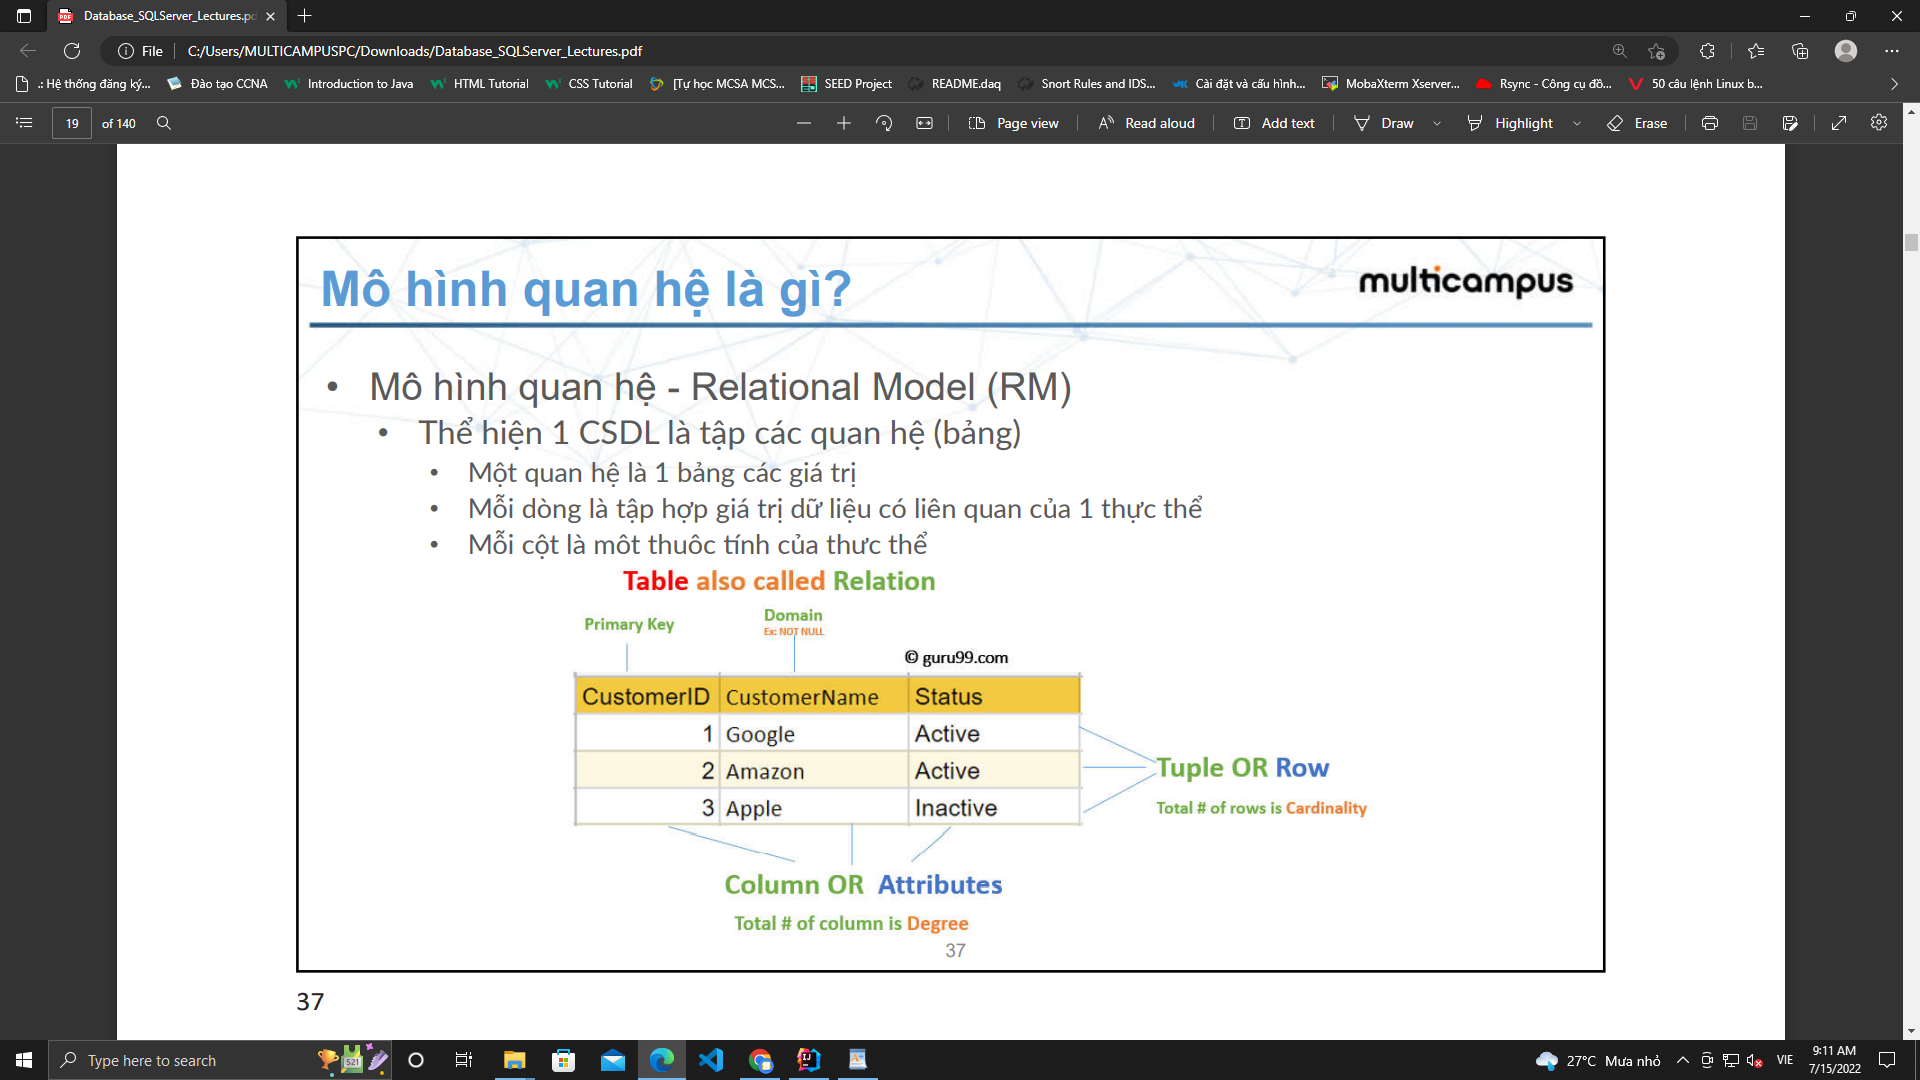 Database_SQLServer_Lectures.pd
File
C:/Users/MULTICAMPUSPC/Downloads/Database_SQLServer_Lectures.pdf
.: Hệ thống đăng ký...
Đào tạo CCNA
Introduction to Java
HTML Tutorial
CSS Tutorial
[Tự học MCSA MCS...
SEED Project
README.daq
Snort Rules and IDS...
Cài đặt và cấu hình...
MobaXterm Xserver...
Rsync - Công cụ đồ...
50 câu lệnh Linux b...
19 of 140
Page view
Read aloud
Add text
Draw
Highlight
Erase
Mô hình quan hệ là gì?
multicampus
• Mô hình quan hệ - Relational Model (RM)
• Thể hiện 1 CSDL là tập các quan hệ (bảng)
• Một quan hệ là 1 bảng các giá trị
• Mỗi dòng là tập hợp giá trị dữ liệu có liên quan của 1 thực thể
• Mỗi cột là môt thuôc tính của thưc thể
Table also called Relation
Primary Key
Domain
Ex: NOT NULL
© guru99.com
CustomerID CustomerName Status
1 Google Active
2 Amazon Active
3 Apple Inactive
Tuple OR Row
Total # of rows is Cardinality
Column OR Attributes
Total # of column is Degree
37
37
Type here to search
521
27°C Mưa nhỏ
VIE
9:11 AM
7/15/2022